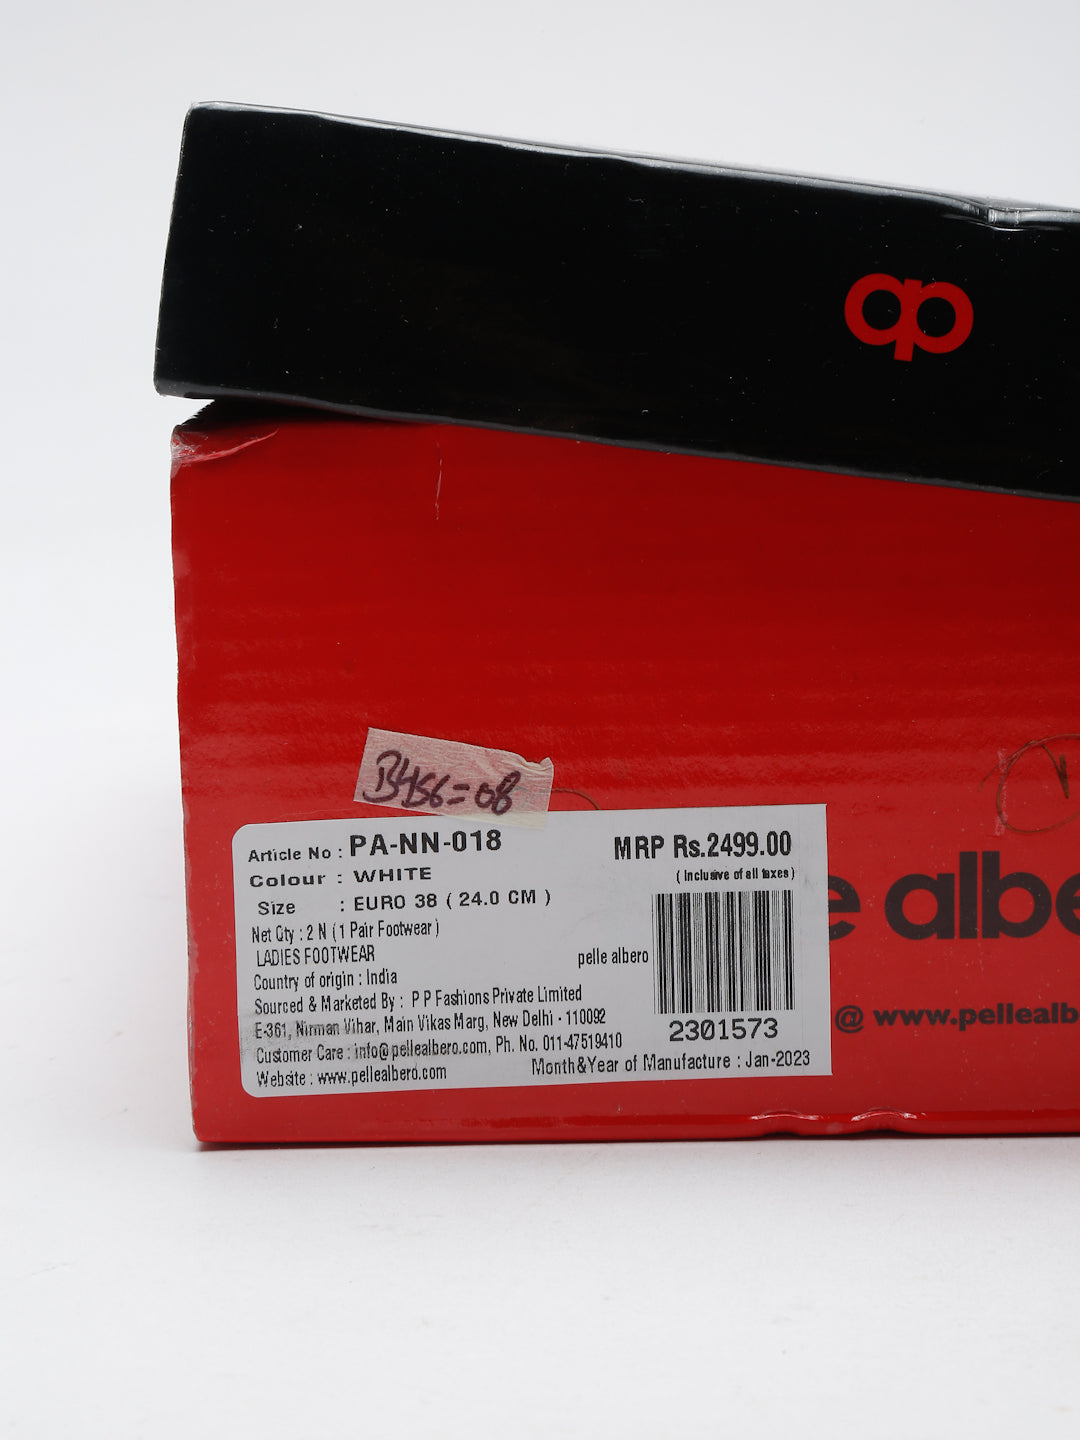 B456=08
Article No : PA-NN-018
MRP Rs.2499.00
(Inclusive of all taxes)
Colour : WHITE
Size : EURO 38 ( 24.0 CM )
Net Qty : 2 N (1 Pair Footwear)
LADIES FOOTWEAR
pelle albero
Country of origin : India
Sourced & Marketed By : P P Fashions Private Limited
E-361, Nirman Vihar, Main Vikas Marg, New Delhi - 110092
2301573
Customer Care : info@pellealbero.com, Ph. No. 011-47519410
Website : www.pellealbero.com
Month&Year of Manufacture : Jan-2023
e albe
@ www.pellealb